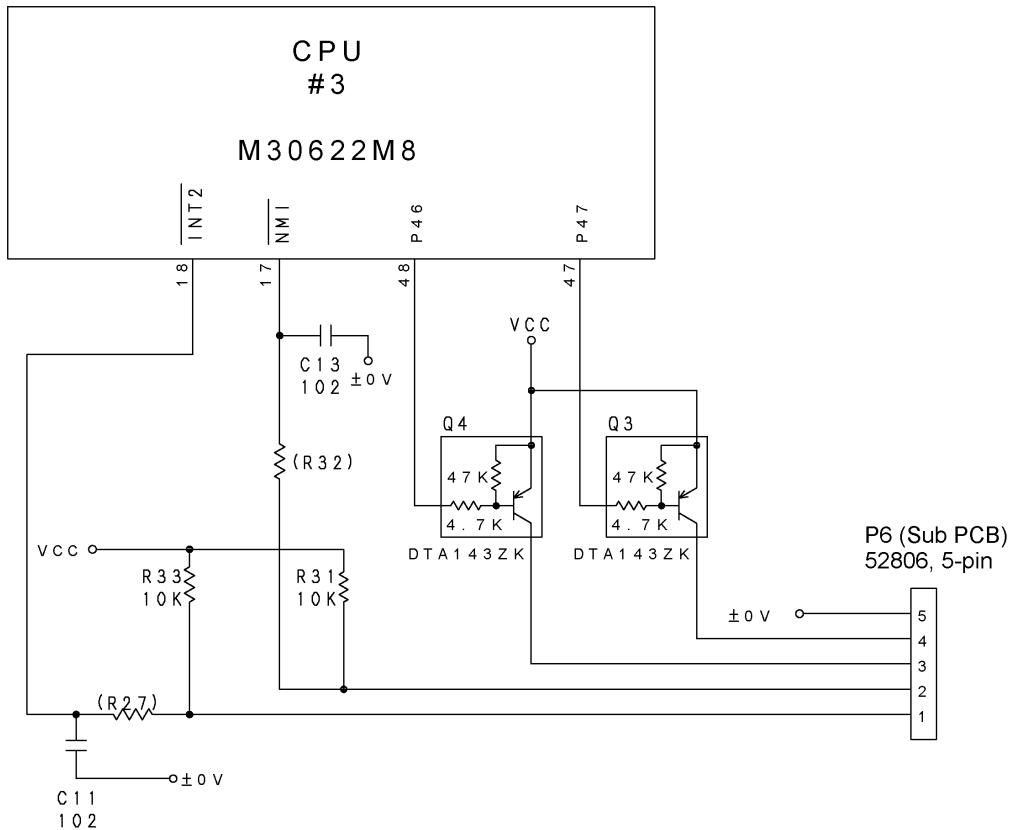 CPU
#3
M30622M8
INT2
NMI
P46
P47
18
17
48
47
VCC
C13
102
±0V
Q4
Q3
(R32)
47K
47K
4.7K
4.7K
DTA143ZK
DTA143ZK
P6 (Sub PCB)
52806, 5-pin
VCC
R33
10K
R31
10K
±0V
5
4
3
2
1
(R27)
±0V
C11
102